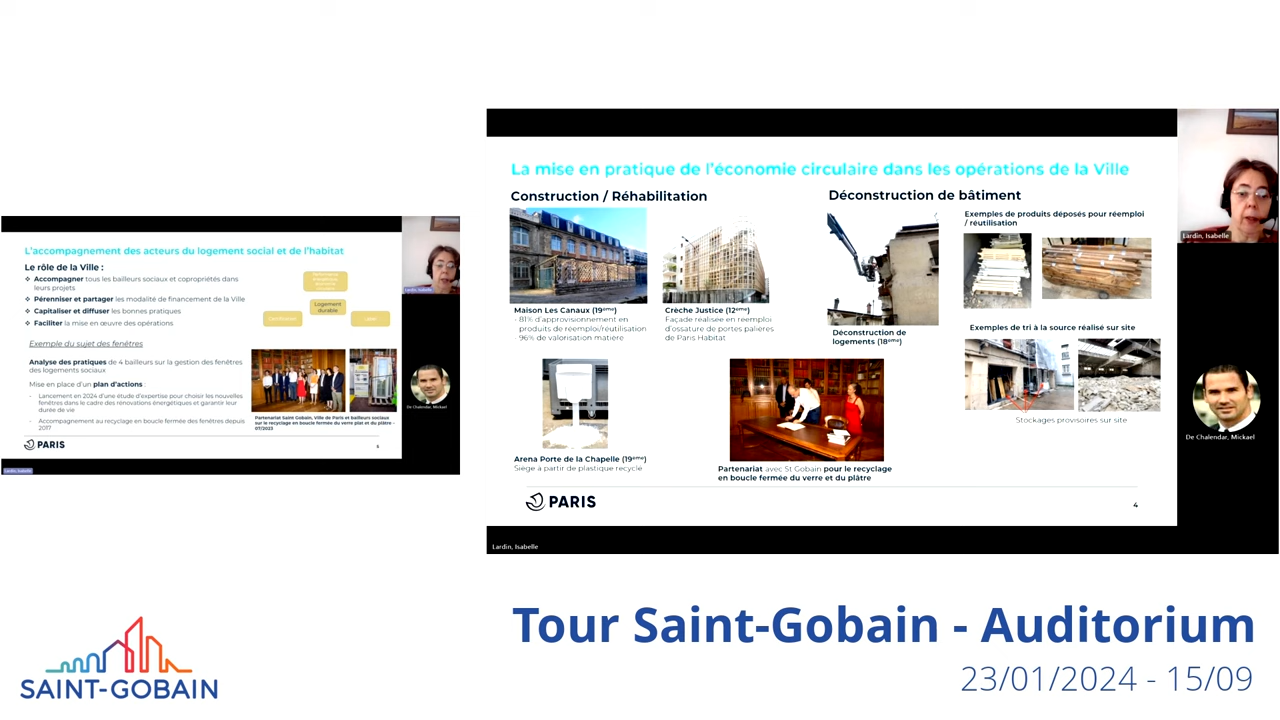 L'accompagnement des acteurs du logement social et de l'habitat
Le rôle de la Ville :
Accompagner tous les bailleurs sociaux et copropriétés dans
leurs projets
Pérenniser et partager les modalité de financement de la Ville
Capitaliser et diffuser les bonnes pratiques
Faciliter la mise en œuvre des opérations
Logement
durable
Exemple du sujet des fenêtres
Analyse des pratiques de 4 bailleurs sur la gestion des fenêtres
des logements sociaux
Mise en place d'un plan d'actions :
- Lancement en 2024 d'une étude d'expertise pour choisir les nouvelles
fenêtres dans le cadre des rénovations énergétiques et garantir leur
durée de vie
- Accompagnement au recyclage en boucle fermée des fenêtres depuis
2017
Partenariat Saint Gobain, Ville de Paris et bailleurs sociaux
sur le recyclage en boucle fermée du verre plat et du plâtre -
07/2023
PARIS
Lardin, Isabelle
De Chalendar, Mickael
Lardin, Isabelle
La mise en pratique de l'économie circulaire dans les opérations de la Ville
Construction / Réhabilitation
Déconstruction de bâtiment
Exemples de produits déposés pour réemploi
/ réutilisation
Maison Les Canaux (19ème)
- 81% d'approvisionnement en
produits de réemploi/réutilisation
96% de valorisation matière
Crèche Justice (12ème)
Façade réalisée en réemploi
d'ossature de portes palières
de Paris Habitat
Déconstruction de
logements (18ème)
Exemples de tri à la source réalisé sur site
Stockages provisoires sur site
Arena Porte de la Chapelle (19ème)
Siège à partir de plastique recyclé
Partenariat avec St Gobain pour le recyclage
en boucle fermée du verre et du plâtre
PARIS
4
Lardin, Isabelle
De Chalendar, Mickael
Lardin, Isabelle
SAINT-GOBAIN
Tour Saint-Gobain - Auditorium
23/01/2024 - 15/09